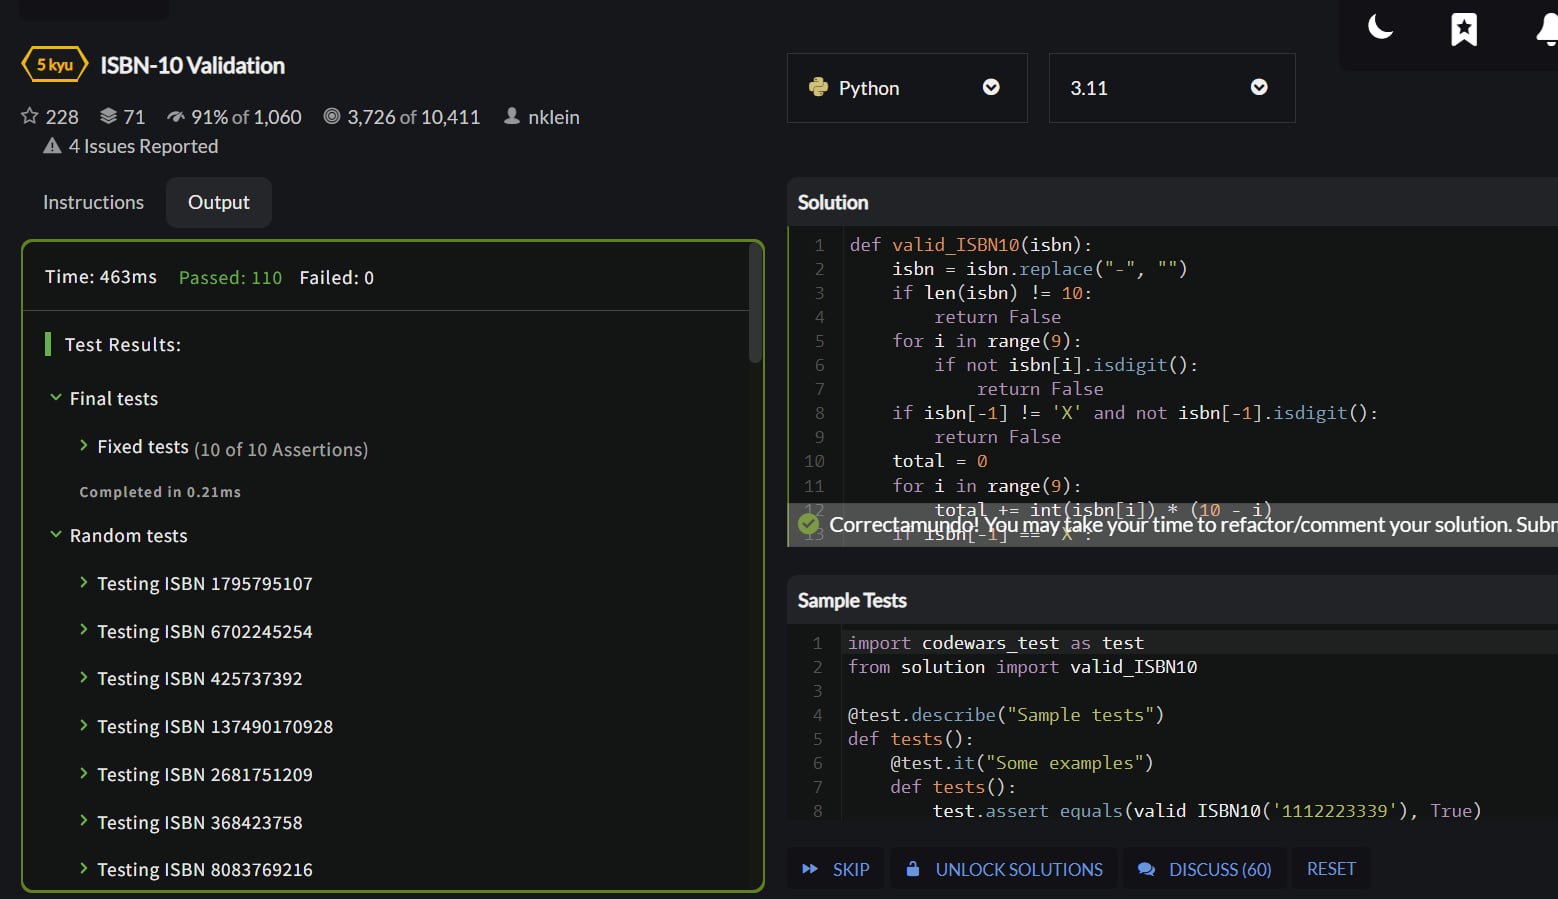 5 kyu ISBN-10 Validation
228 71 91% of 1,060 3,726 of 10,411 nklein
4 Issues Reported
Instructions Output
Time: 463ms Passed: 110 Failed: 0
Test Results:
Final tests
Fixed tests (10 of 10 Assertions)
Completed in 0.21ms
Random tests
Testing ISBN 1795795107
Testing ISBN 6702245254
Testing ISBN 425737392
Testing ISBN 137490170928
Testing ISBN 2681751209
Testing ISBN 368423758
Testing ISBN 8083769216
Python 3.11
Solution
1 def valid_ISBN10(isbn):
2 isbn = isbn.replace("-", "")
3 if len(isbn) != 10:
4 return False
5 for i in range(9):
6 if not isbn[i].isdigit():
7 return False
8 if isbn[-1] != 'X' and not isbn[-1].isdigit():
9 return False
10 total = 0
11 for i in range(9):
12 total += int(isbn[i]) * (10 - i)
13 if isbn[-1] == 'X':
Correctamundo! You may take your time to refactor/comment your solution.
Sample Tests
1 import codewars_test as test
2 from solution import valid_ISBN10
3
4 @test.describe("Sample tests")
5 def tests():
6 @test.it("Some examples")
7 def tests():
8 test.assert_equals(valid_ISBN10('1112223339'), True)
SKIP UNLOCK SOLUTIONS DISCUSS (60) RESET